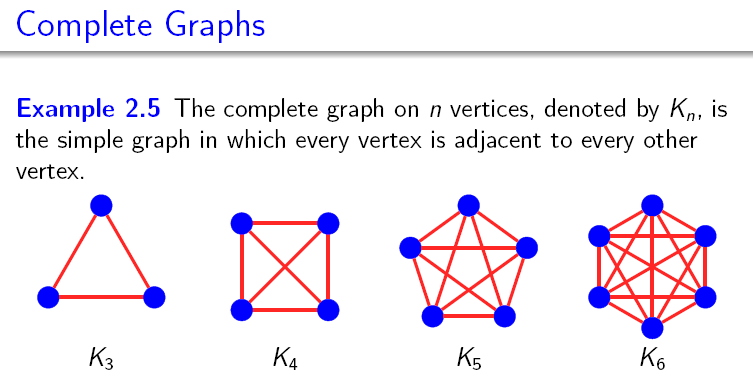 Complete Graphs
Example 2.5 The complete graph on n vertices, denoted by Kₙ, is
the simple graph in which every vertex is adjacent to every other
vertex.
K₃ K₄ K₅ K₆